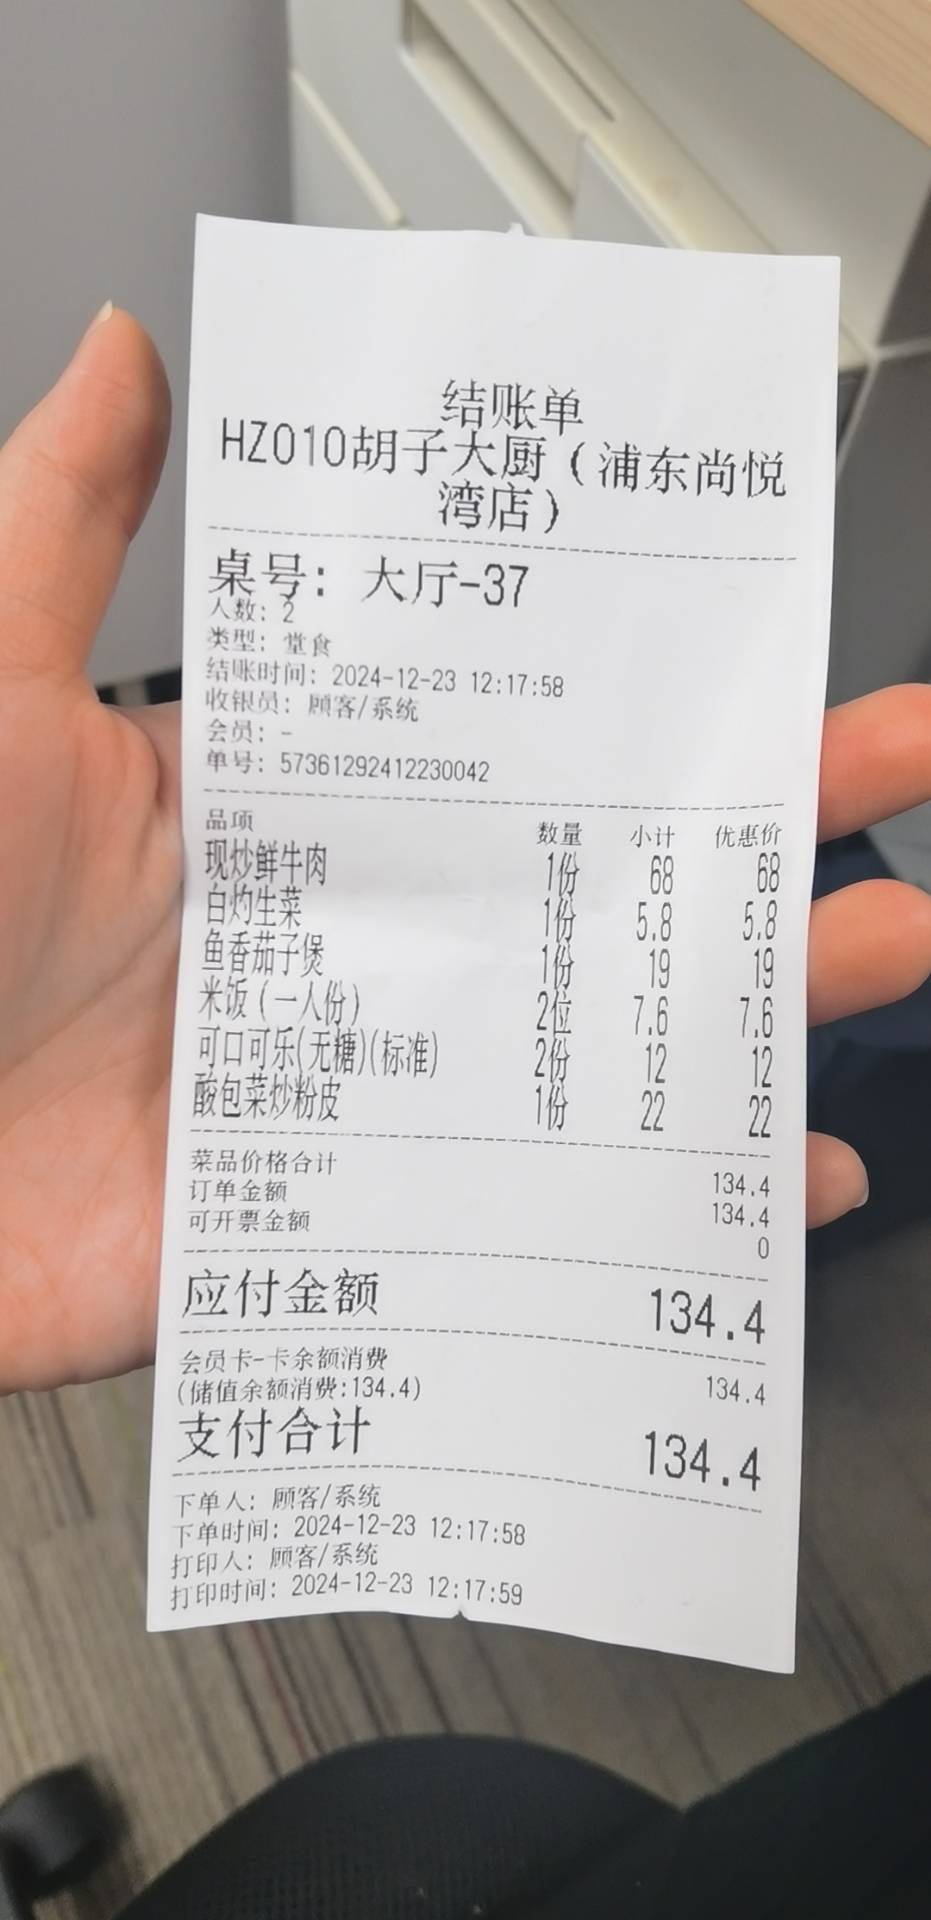 结账单
HZ010胡子大厨（浦东尚悦
湾店）
桌号：大厅-37
人数：2
类型：堂食
结账时间：2024-12-23 12:17:58
收银员：顾客/系统
会员：-
单号：57361292412230042
品项 数量 小计 优惠价
现炒鲜牛肉 1份 68 68
白灼生菜 1份 5.8 5.8
鱼香茄子煲 1份 19 19
米饭（一人份） 2位 7.6 7.6
可口可乐(无糖)(标准) 2份 12 12
酸包菜炒粉皮 1份 22 22
菜品价格合计 134.4
订单金额 134.4
可开票金额 0
应付金额 134.4
会员卡-卡余额消费
(储值余额消费:134.4) 134.4
支付合计 134.4
下单人：顾客/系统
下单时间：2024-12-23 12:17:58
打印人：顾客/系统
打印时间：2024-12-23 12:17:59